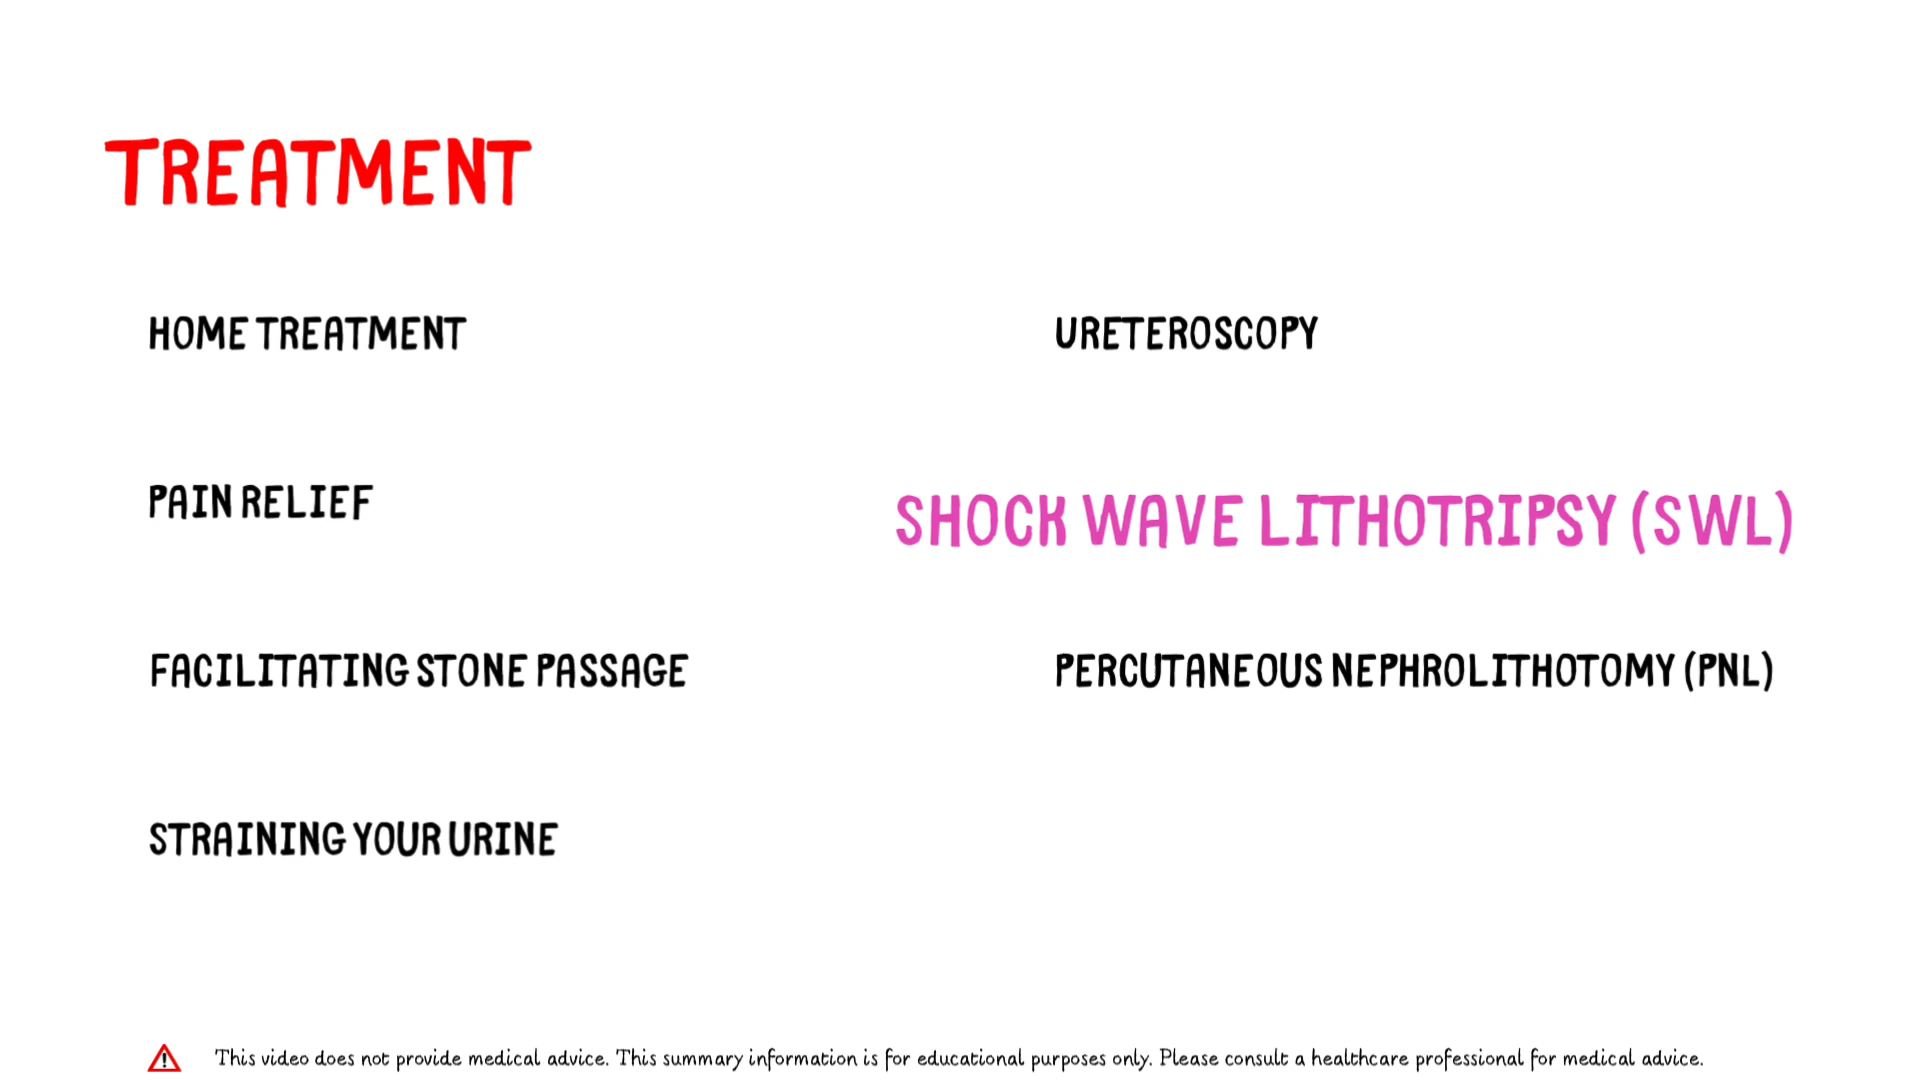 TREATMENT
HOME TREATMENT
PAIN RELIEF
FACILITATING STONE PASSAGE
STRAINING YOUR URINE
URETEROSCOPY
SHOCK WAVE LITHOTRIPSY (SWL)
PERCUTANEOUS NEPHROLITHOTOMY (PNL)
This video does not provide medical advice. This summary information is for educational purposes only. Please consult a healthcare professional for medical advice.